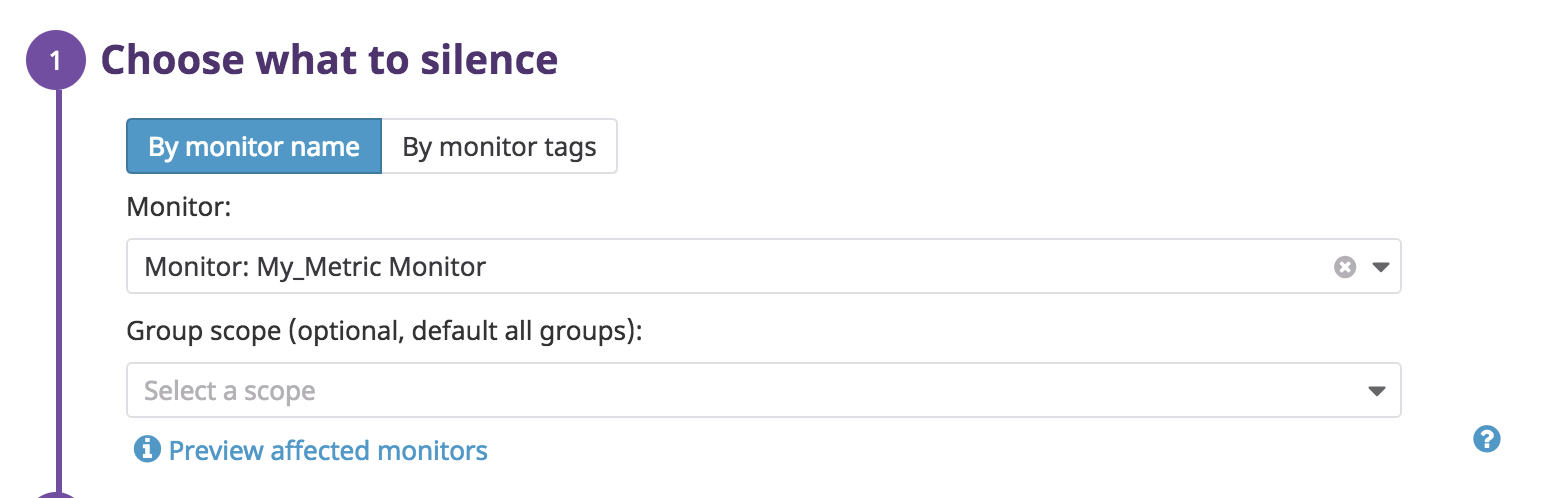 1 Choose what to silence
By monitor name By monitor tags
Monitor:
Monitor: My_Metric Monitor
Group scope (optional, default all groups):
Select a scope
Preview affected monitors